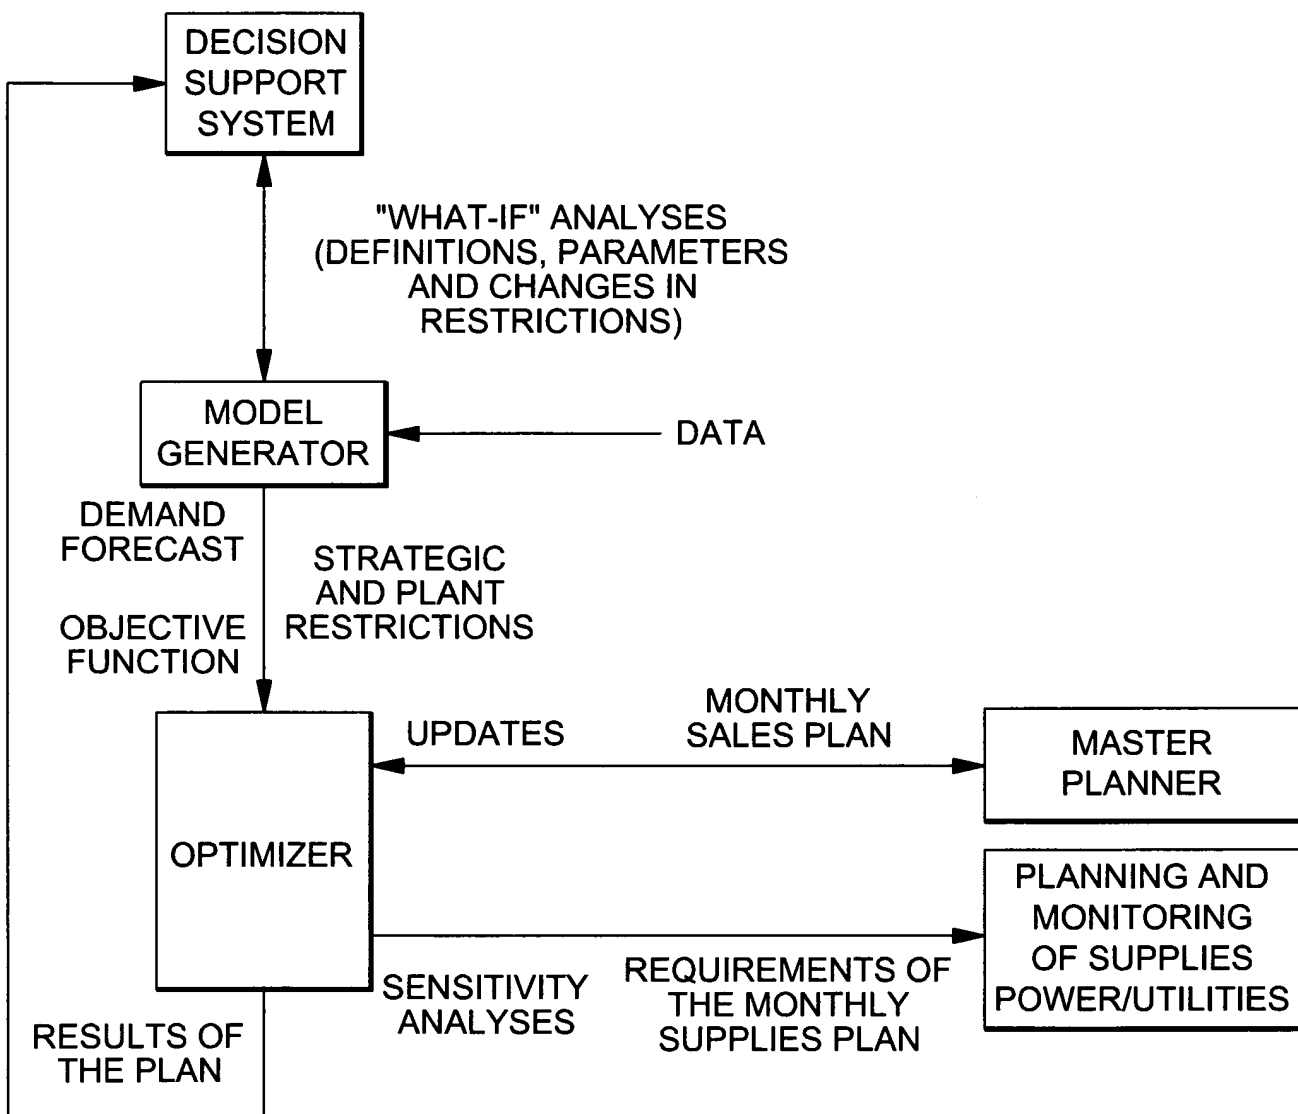 DECISION
SUPPORT
SYSTEM
"WHAT-IF" ANALYSES
(DEFINITIONS, PARAMETERS
AND CHANGES IN
RESTRICTIONS)
MODEL
GENERATOR
DATA
DEMAND
FORECAST
STRATEGIC
AND PLANT
RESTRICTIONS
OBJECTIVE
FUNCTION
UPDATES
MONTHLY
SALES PLAN
MASTER
PLANNER
OPTIMIZER
PLANNING AND
MONITORING
OF SUPPLIES
POWER/UTILITIES
SENSITIVITY
ANALYSES
REQUIREMENTS OF
THE MONTHLY
SUPPLIES PLAN
RESULTS OF
THE PLAN